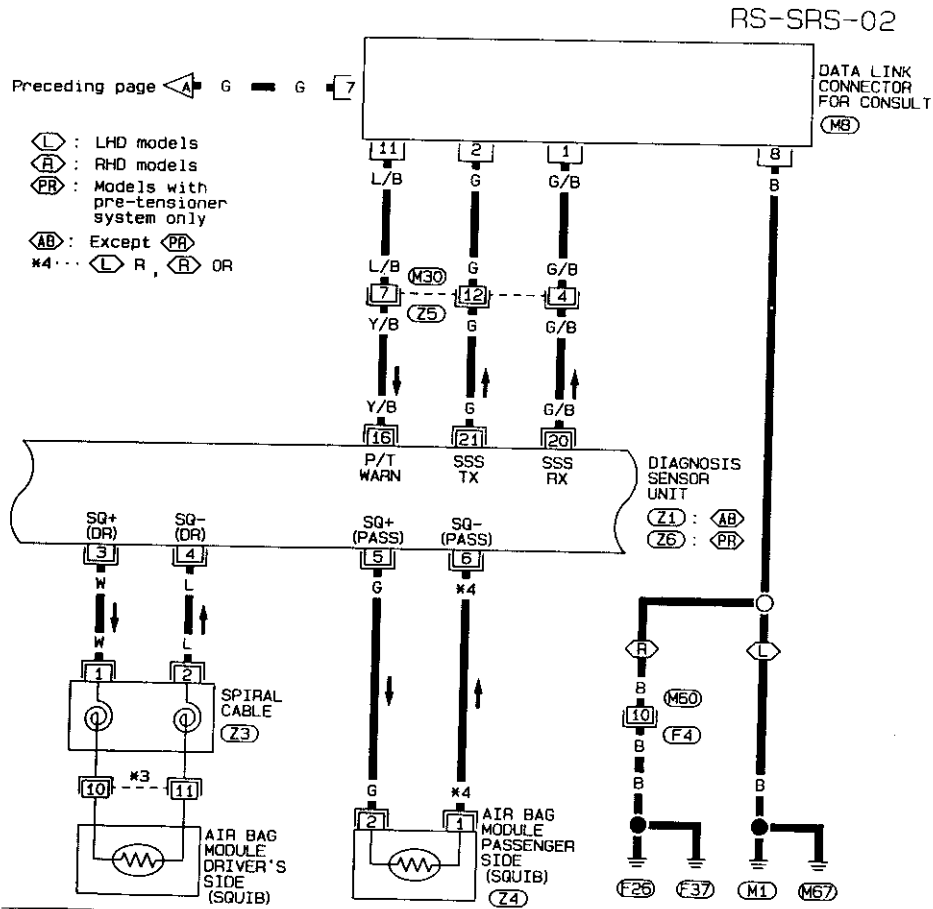 RS-SRS-02
DATA LINK
CONNECTOR
FOR CONSULT
M8
Preceding page A G G 7
11 2 1 8
L/B G G/B B
L : LHD models
R : RHD models
PR : Models with
pre-tensioner
system only
AB : Except PR
*4··· L R , R OR
L/B G G/B
M30
7 12 4
Z5
Y/B G G/B
Y/B G G/B
16 21 20
P/T
WARN
SSS
TX
SSS
RX
DIAGNOSIS
SENSOR
UNIT
Z1 : AB
Z6 : PR
SQ+
(DR)
SQ-
(DR)
SQ+
(PASS)
SQ-
(PASS)
3 4 5 6
W L G *4
W L
1 2
SPIRAL
CABLE
Z3
R L
B
M60
10
F4
B
10 *3 11
G *4 B B
2 1
AIR BAG
MODULE
DRIVER'S
SIDE
(SQUIB)
AIR BAG
MODULE
PASSENGER
SIDE
(SQUIB)
Z4
F26 F37 M1 M67